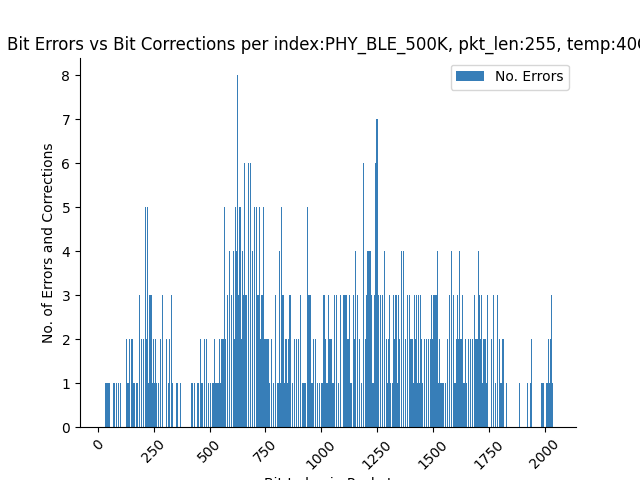 Bit Errors vs Bit Corrections per index:PHY_BLE_500K, pkt_len:255, temp:40
No. Errors
No. of Errors and Corrections
8
7
6
5
4
3
2
1
0
0 250 500 750 1000 1250 1500 1750 2000